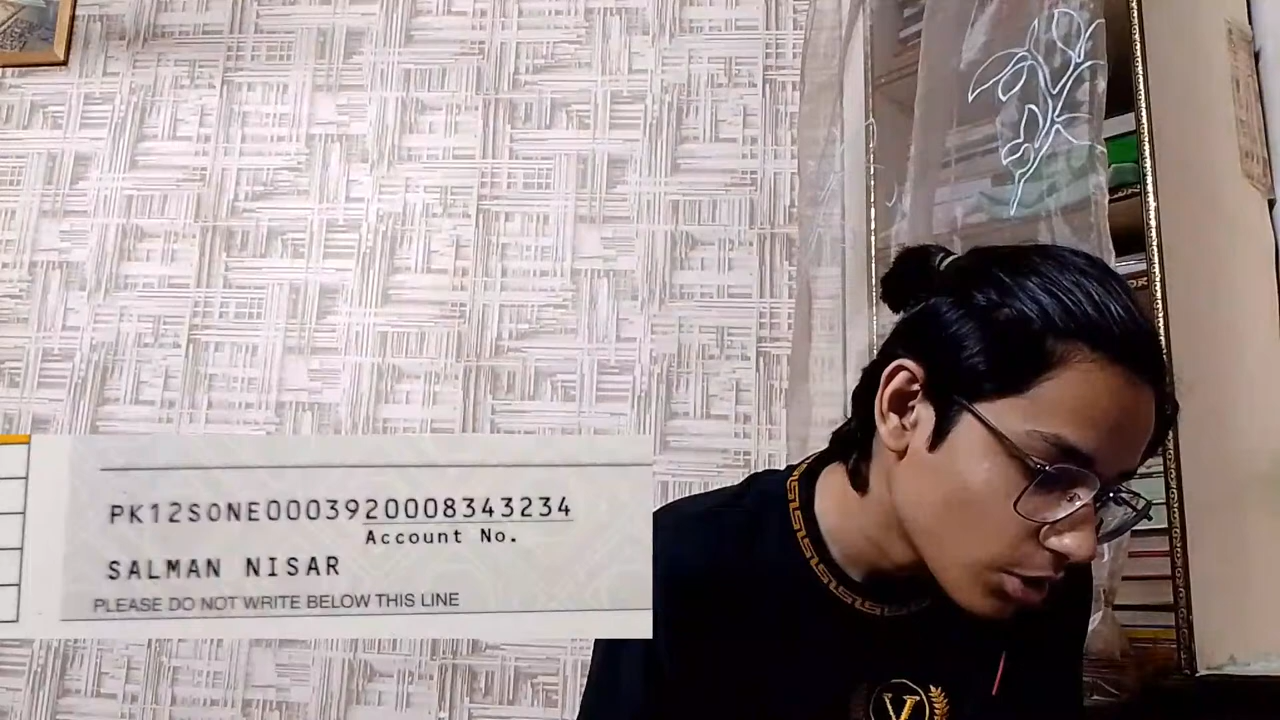 PK12SONE0003920008343234
Account No.
SALMAN NISAR
PLEASE DO NOT WRITE BELOW THIS LINE